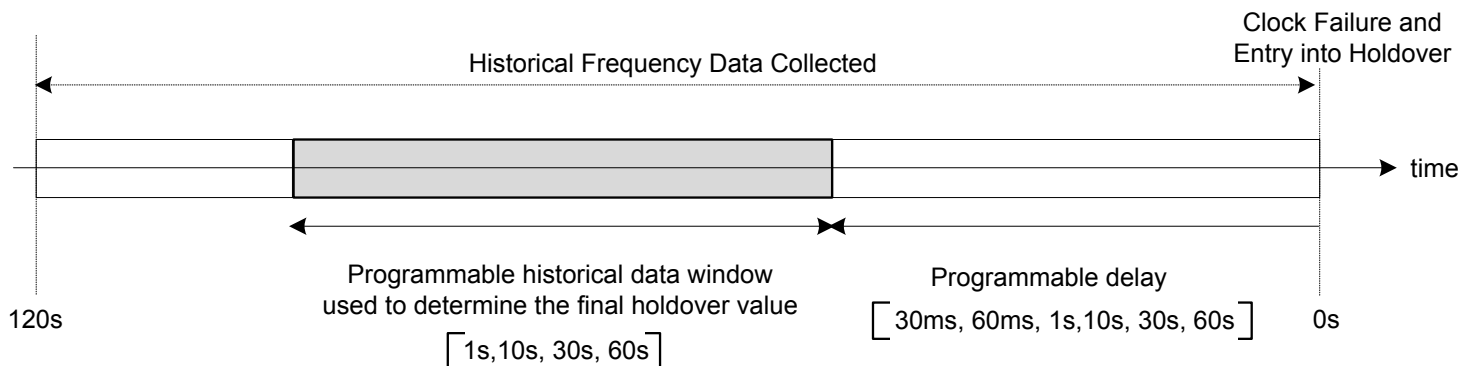 Clock Failure and
Entry into Holdover
Historical Frequency Data Collected
time
Programmable historical data window
used to determine the final holdover value
[1s,10s, 30s, 60s]
Programmable delay
[30ms, 60ms, 1s,10s, 30s, 60s]
120s
0s